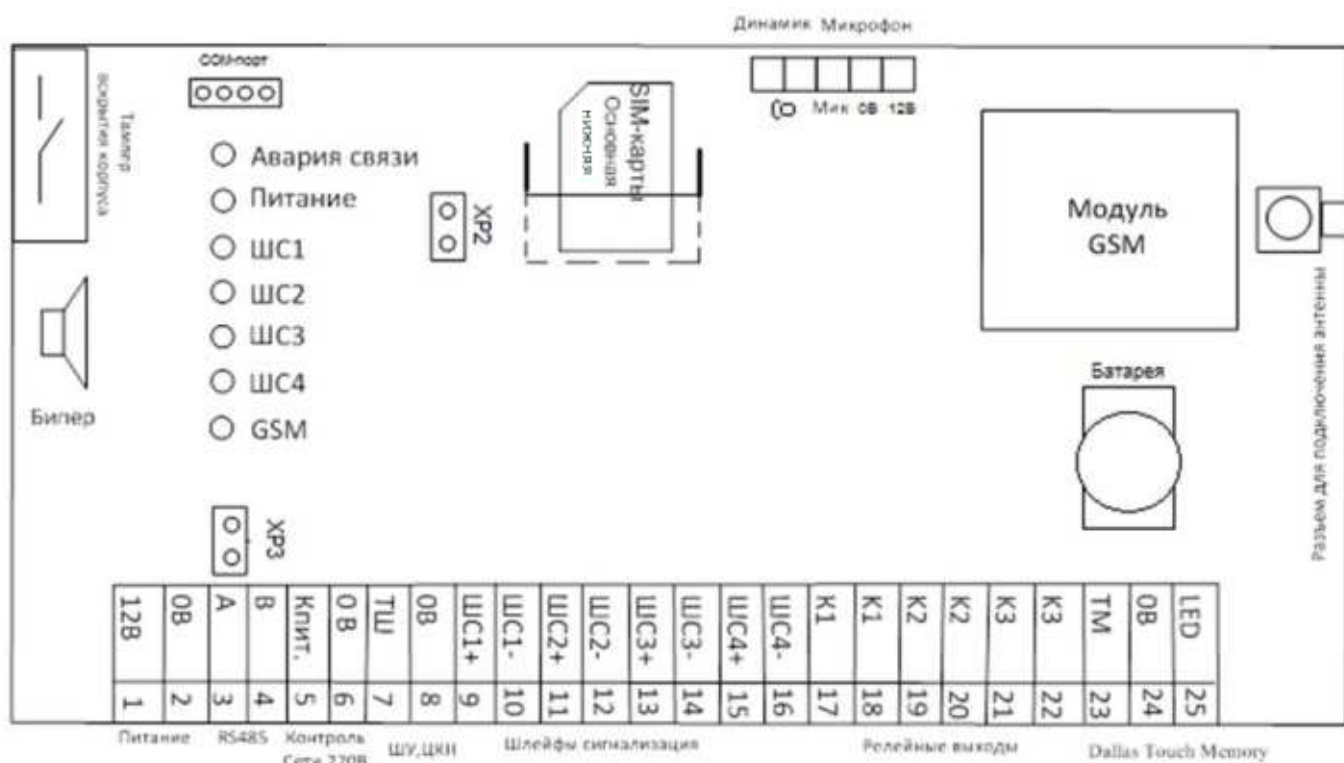 Динамик Микрофон
COM-порт
Тампер
вскрытия корпуса
SIM-карты
Основная
нижняя
Мик 0В 12В
Авария связи
Питание
ШС1
ШС2
ШС3
ШС4
GSM
XP2
Модуль
GSM
Разъем для подключения антенны
Бипер
Батарея
XP3
12В 0В А В Кпит. 0 В ТШ 0В ШС1+ ШС1- ШС2+ ШС2- ШС3+ ШС3- ШС4+ ШС4- К1 К1 К2 К2 К3 К3 ТМ 0В LED
1 2 3 4 5 6 7 8 9 10 11 12 13 14 15 16 17 18 19 20 21 22 23 24 25
Питание RS485 Контроль ШУ,ЦКН Шлейфы сигнализация Релейные выходы Dallas Touch Memory
Сети 220В